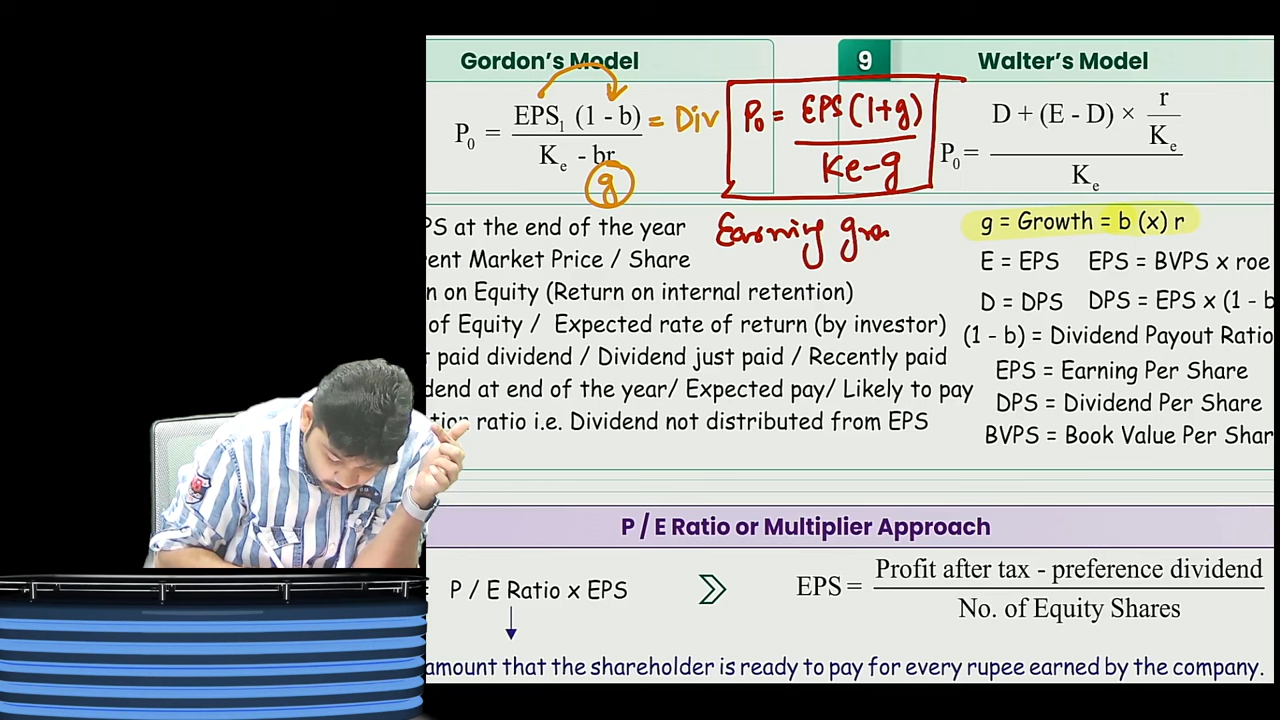 Gordon's Model
P0 = EPS1 (1 - b) / Ke - br = Div
g
P0 = EPS (1+g) / Ke-g
Earning gro
9 Walter's Model
P0 = D + (E - D) × r / Ke / Ke
PS at the end of the year
ent Market Price / Share
n on Equity (Return on internal retention)
of Equity / Expected rate of return (by investor)
t paid dividend / Dividend just paid / Recently paid
dend at end of the year/ Expected pay/ Likely to pay
tion ratio i.e. Dividend not distributed from EPS
g = Growth = b (x) r
E = EPS EPS = BVPS x roe
D = DPS DPS = EPS x (1 - b
(1 - b) = Dividend Payout Ratio
EPS = Earning Per Share
DPS = Dividend Per Share
BVPS = Book Value Per Shar
P / E Ratio or Multiplier Approach
P / E Ratio x EPS
EPS = Profit after tax - preference dividend / No. of Equity Shares
amount that the shareholder is ready to pay for every rupee earned by the company.